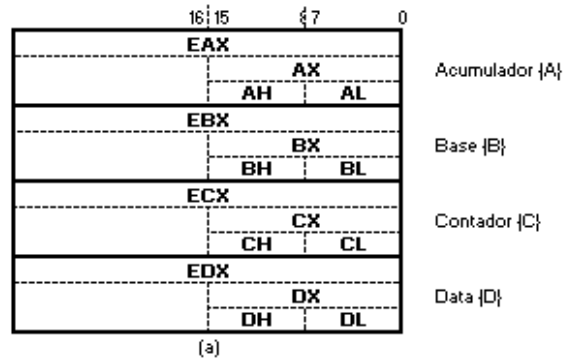 16 15 8 7 0
EAX
AX Acumulador {A}
AH AL
EBX
BX Base {B}
BH BL
ECX
CX Contador {C}
CH CL
EDX
DX Data {D}
DH DL
(a)